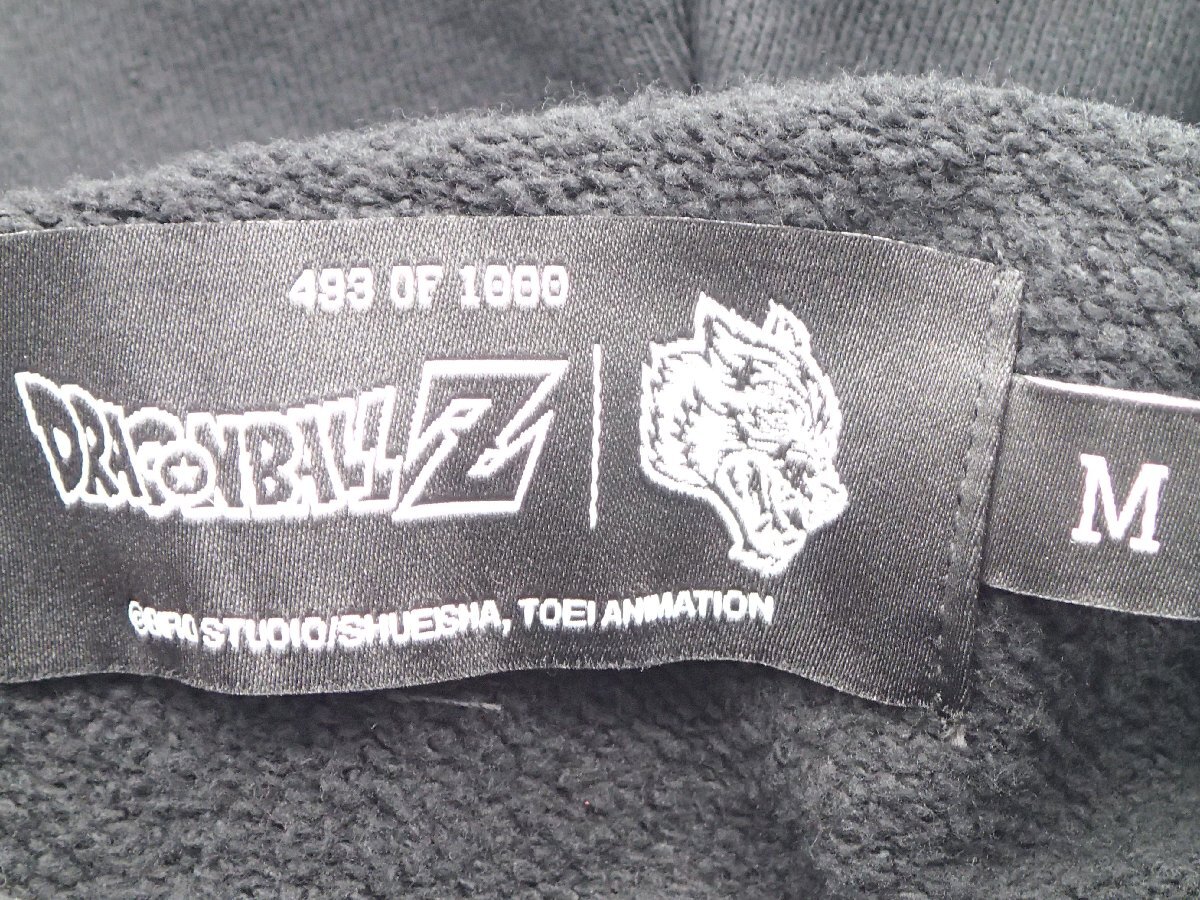 493 OF 1000
DRAGONBALL Z
M
©BIRD STUDIO/SHUEISHA, TOEI ANIMATION